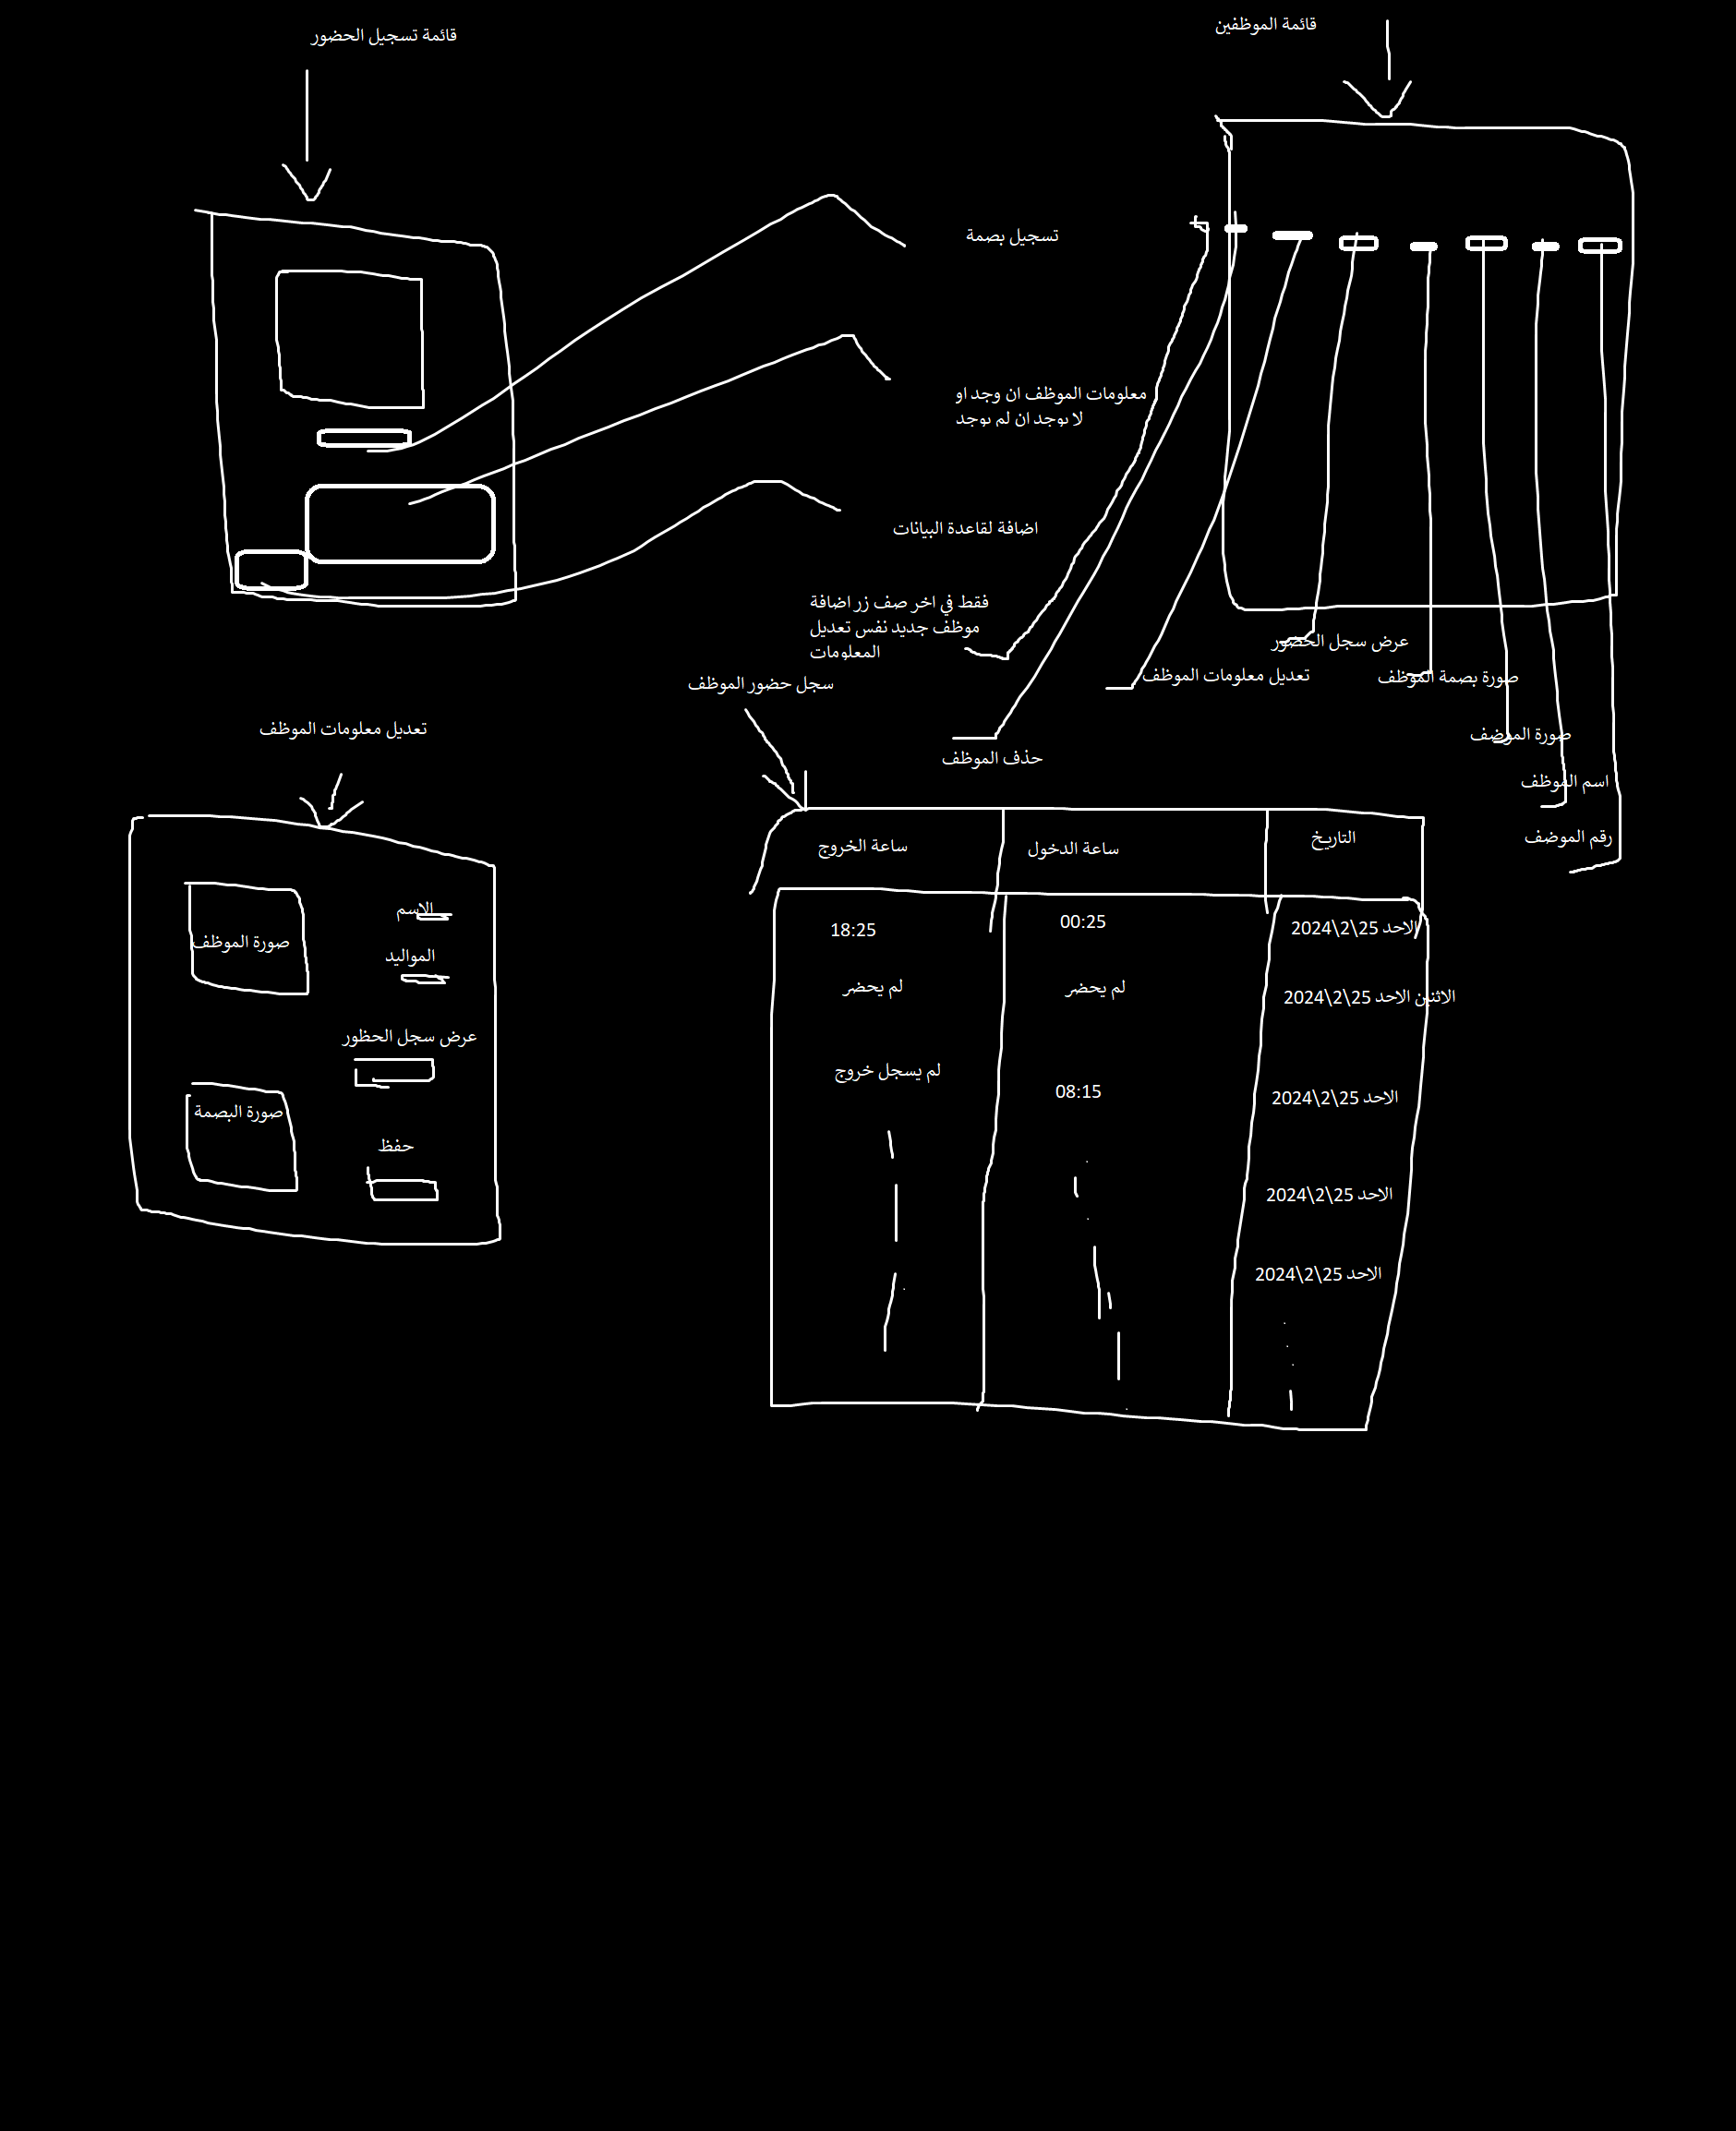 قائمة الموظفين
قائمة تسجيل الحضور
تسجيل بصمة
معلومات الموظف ان وجد او
لا يوجد ان لم يوجد
اضافة لقاعدة البيانات
فقط في اخر صف زر اضافة
موظف جديد نفس تعديل
المعلومات
عرض سجل الحضور
تعديل معلومات الموظف
صورة بصمة الموظف
صورة الموضف
حذف الموظف
اسم الموظف
رقم الموضف
سجل حضور الموظف
التاريخ
ساعة الدخول
ساعة الخروج
الاحد 25\2\2024
00:25
18:25
الاثنين الاحد 25\2\2024
لم يحضر
لم يحضر
الاحد 25\2\2024
08:15
لم يسجل خروج
الاحد 25\2\2024
الاحد 25\2\2024
تعديل معلومات الموظف
الاسم
صورة الموظف
المواليد
عرض سجل الحظور
صورة البصمة
حفظ